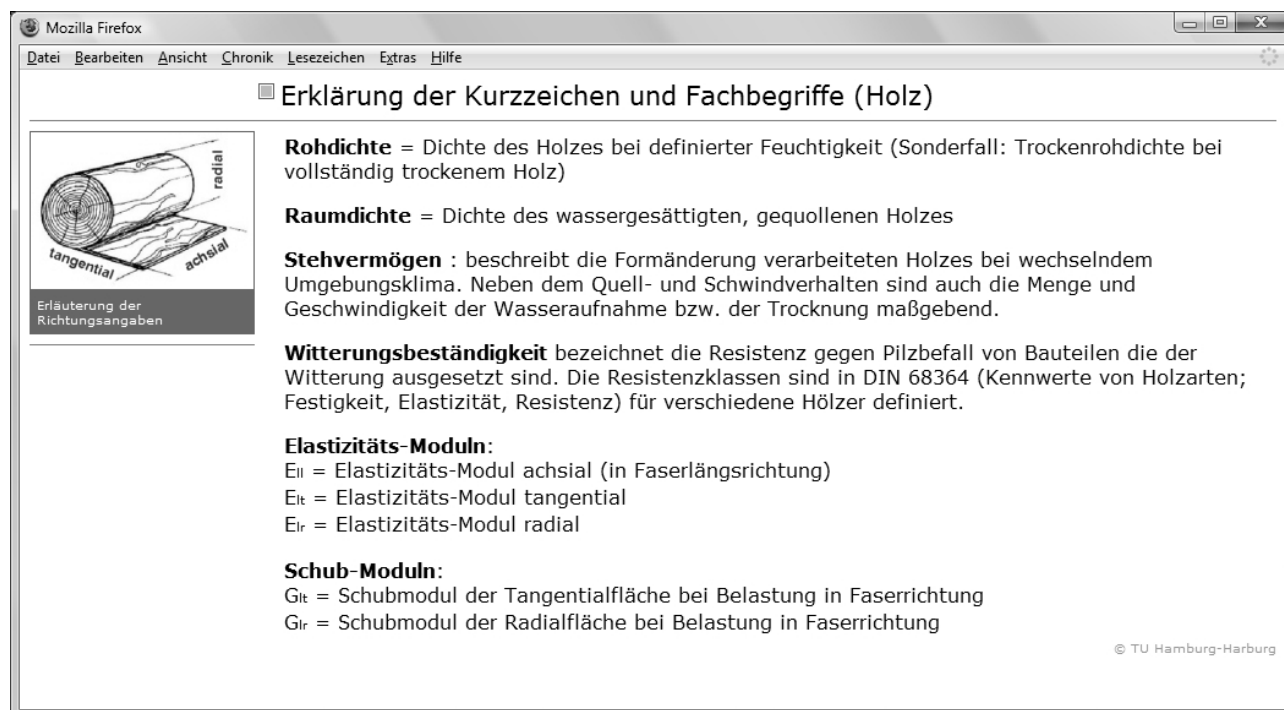 Mozilla Firefox
Datei Bearbeiten Ansicht Chronik Lesezeichen Extras Hilfe
Erklärung der Kurzzeichen und Fachbegriffe (Holz)
radial
tangential
achsial
Erläuterung der
Richtungsangaben
Rohdichte = Dichte des Holzes bei definierter Feuchtigkeit (Sonderfall: Trockenrohdichte bei
vollständig trockenem Holz)
Raumdichte = Dichte des wassergesättigten, gequollenen Holzes
Stehvermögen : beschreibt die Formänderung verarbeiteten Holzes bei wechselndem
Umgebungsklima. Neben dem Quell- und Schwindverhalten sind auch die Menge und
Geschwindigkeit der Wasseraufnahme bzw. der Trocknung maßgebend.
Witterungsbeständigkeit bezeichnet die Resistenz gegen Pilzbefall von Bauteilen die der
Witterung ausgesetzt sind. Die Resistenzklassen sind in DIN 68364 (Kennwerte von Holzarten;
Festigkeit, Elastizität, Resistenz) für verschiedene Hölzer definiert.
Elastizitäts-Moduln:
Ell = Elastizitäts-Modul achsial (in Faserlängsrichtung)
Elt = Elastizitäts-Modul tangential
Elr = Elastizitäts-Modul radial
Schub-Moduln:
Glt = Schubmodul der Tangentialfläche bei Belastung in Faserrichtung
Glr = Schubmodul der Radialfläche bei Belastung in Faserrichtung
© TU Hamburg-Harburg